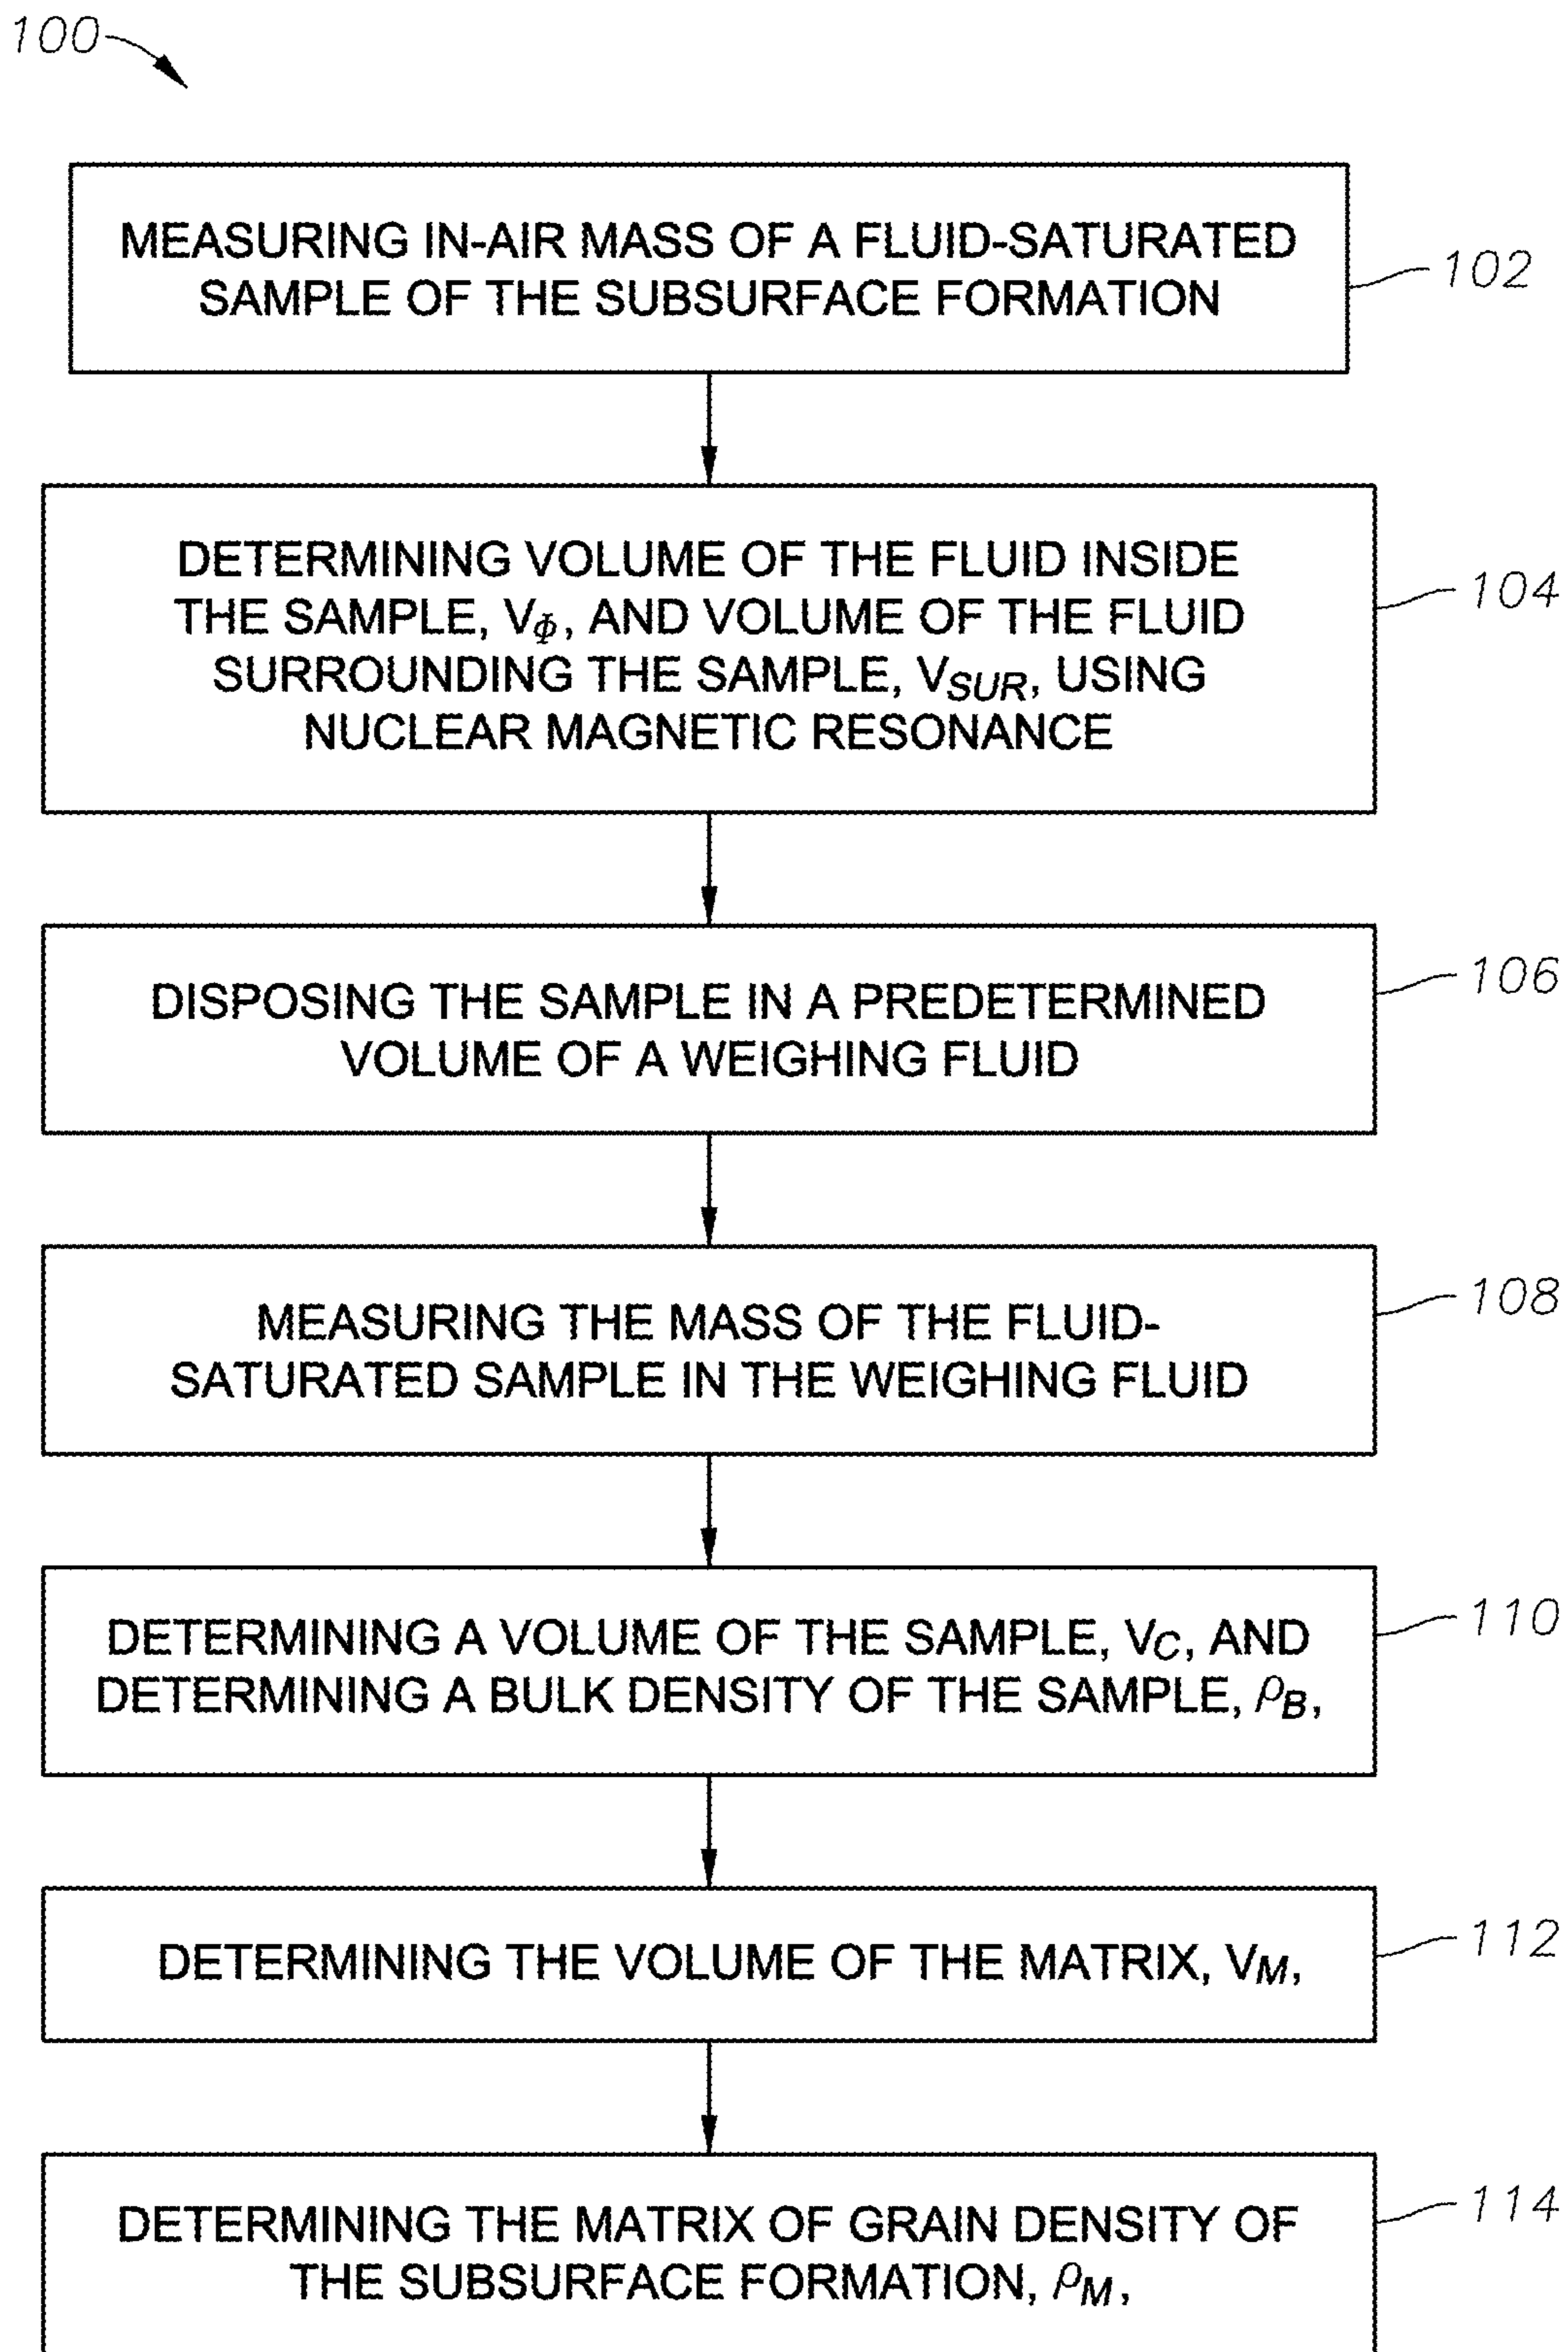 100
MEASURING IN-AIR MASS OF A FLUID-SATURATED
SAMPLE OF THE SUBSURFACE FORMATION
102
DETERMINING VOLUME OF THE FLUID INSIDE
THE SAMPLE, VΦ, AND VOLUME OF THE FLUID
SURROUNDING THE SAMPLE, VSUR, USING
NUCLEAR MAGNETIC RESONANCE
104
DISPOSING THE SAMPLE IN A PREDETERMINED
VOLUME OF A WEIGHING FLUID
106
MEASURING THE MASS OF THE FLUID-
SATURATED SAMPLE IN THE WEIGHING FLUID
108
DETERMINING A VOLUME OF THE SAMPLE, VC, AND
DETERMINING A BULK DENSITY OF THE SAMPLE, ρB,
110
DETERMINING THE VOLUME OF THE MATRIX, VM,
112
DETERMINING THE MATRIX OF GRAIN DENSITY OF
THE SUBSURFACE FORMATION, ρM,
114